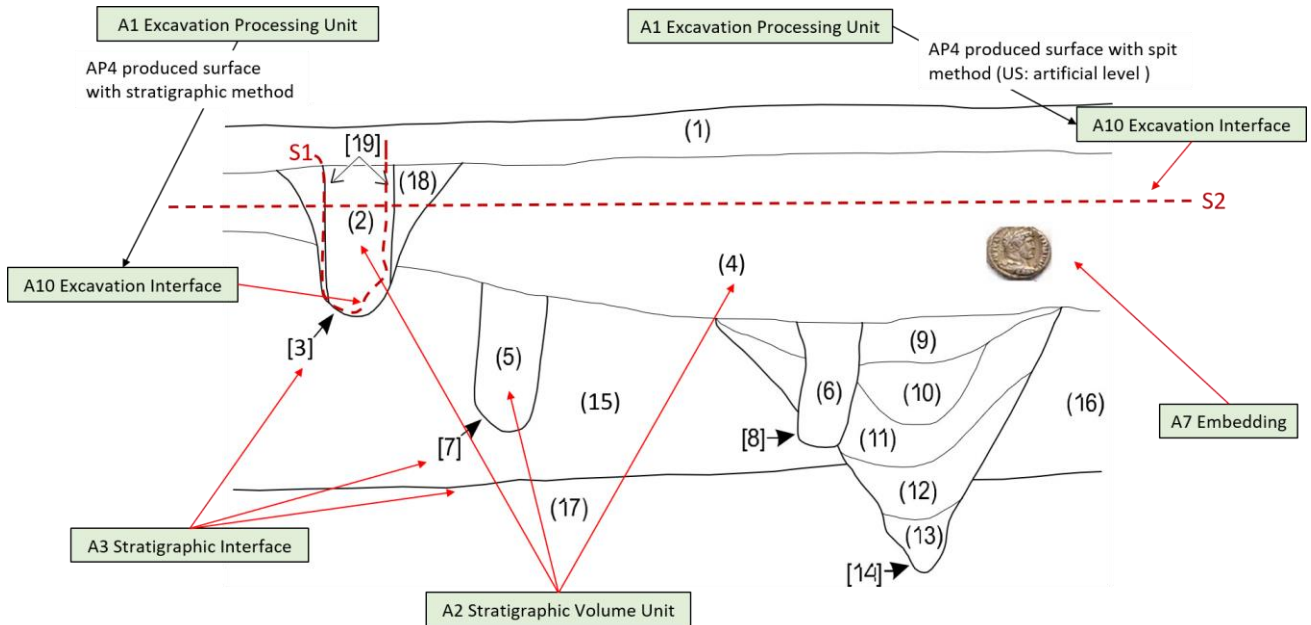 A1 Excavation Processing Unit
A1 Excavation Processing Unit
AP4 produced surface
with stratigraphic method
AP4 produced surface with spit
method (US: artificial level )
A10 Excavation Interface
(1)
S1
[19]
(18)
(2)
S2
A10 Excavation Interface
(4)
[3]
(5)
(9)
(6)
(10)
(15)
(16)
A7 Embedding
[7]
[8]
(11)
(12)
(17)
(13)
A3 Stratigraphic Interface
[14]
A2 Stratigraphic Volume Unit